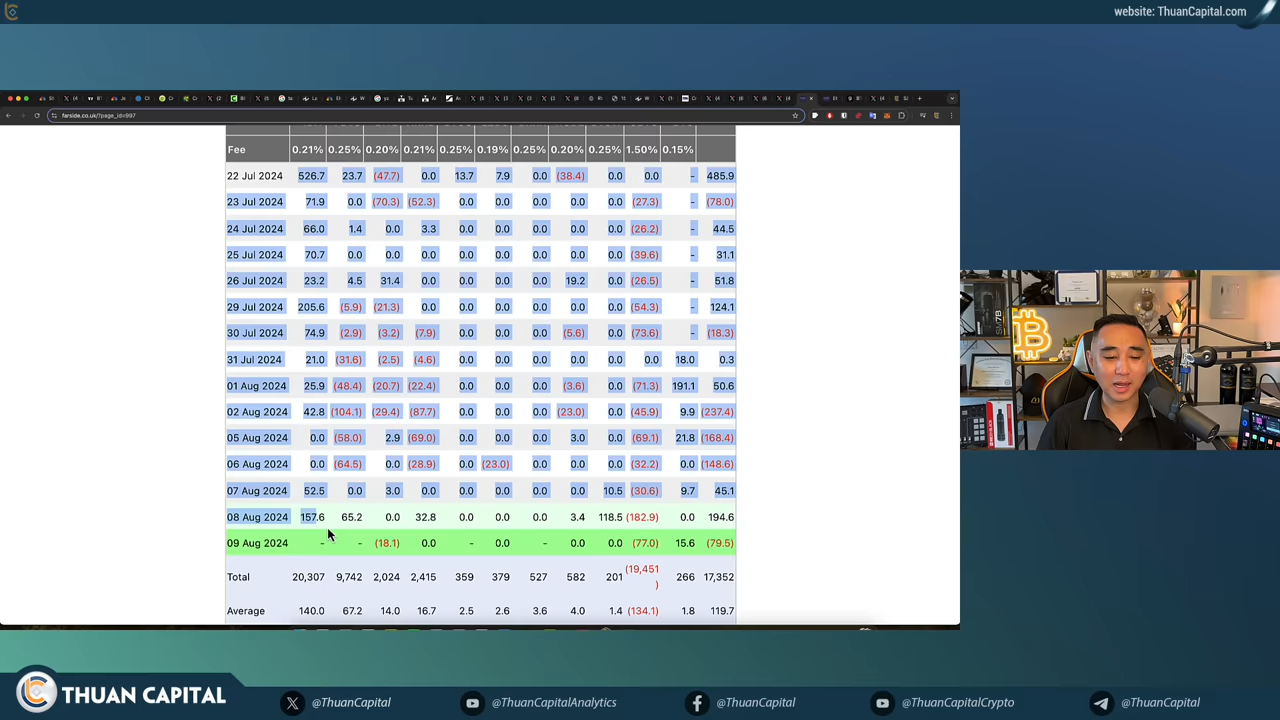 website: ThuanCapital.com
farside.co.uk/?page_id=997
Fee 0.21% 0.25% 0.20% 0.21% 0.25% 0.19% 0.25% 0.20% 0.25% 1.50% 0.15%
22 Jul 2024 526.7 23.7 (47.7) 0.0 13.7 7.9 0.0 (38.4) 0.0 0.0 - 485.9
23 Jul 2024 71.9 0.0 (70.3) (52.3) 0.0 0.0 0.0 0.0 0.0 (27.3) - (78.0)
24 Jul 2024 66.0 1.4 0.0 3.3 0.0 0.0 0.0 0.0 0.0 (26.2) - 44.5
25 Jul 2024 70.7 0.0 0.0 0.0 0.0 0.0 0.0 0.0 0.0 (39.6) - 31.1
26 Jul 2024 23.2 4.5 31.4 0.0 0.0 0.0 0.0 19.2 0.0 (26.5) - 51.8
29 Jul 2024 205.6 (5.9) (21.3) 0.0 0.0 0.0 0.0 0.0 0.0 (54.3) - 124.1
30 Jul 2024 74.9 (2.9) (3.2) (7.9) 0.0 0.0 0.0 (5.6) 0.0 (73.6) - (18.3)
31 Jul 2024 21.0 (31.6) (2.5) (4.6) 0.0 0.0 0.0 0.0 0.0 0.0 18.0 0.3
01 Aug 2024 25.9 (48.4) (20.7) (22.4) 0.0 0.0 0.0 (3.6) 0.0 (71.3) 191.1 50.6
02 Aug 2024 42.8 (104.1) (29.4) (87.7) 0.0 0.0 0.0 (23.0) 0.0 (45.9) 9.9 (237.4)
05 Aug 2024 0.0 (58.0) 2.9 (69.0) 0.0 0.0 0.0 3.0 0.0 (69.1) 21.8 (168.4)
06 Aug 2024 0.0 (64.5) 0.0 (28.9) 0.0 (23.0) 0.0 0.0 0.0 (32.2) 0.0 (148.6)
07 Aug 2024 52.5 0.0 3.0 0.0 0.0 0.0 0.0 0.0 10.5 (30.6) 9.7 45.1
08 Aug 2024 157.6 65.2 0.0 32.8 0.0 0.0 0.0 3.4 118.5 (182.9) 0.0 194.6
09 Aug 2024 - - (18.1) 0.0 - 0.0 - 0.0 0.0 (77.0) 15.6 (79.5)
Total 20,307 9,742 2,024 2,415 359 379 527 582 201 (19,451) 266 17,352
Average 140.0 67.2 14.0 16.7 2.5 2.6 3.6 4.0 1.4 (134.1) 1.8 119.7
THUAN CAPITAL
@ThuanCapital
@ThuanCapitalAnalytics
@ThuanCapital
@ThuanCapitalCrypto
@ThuanCapital